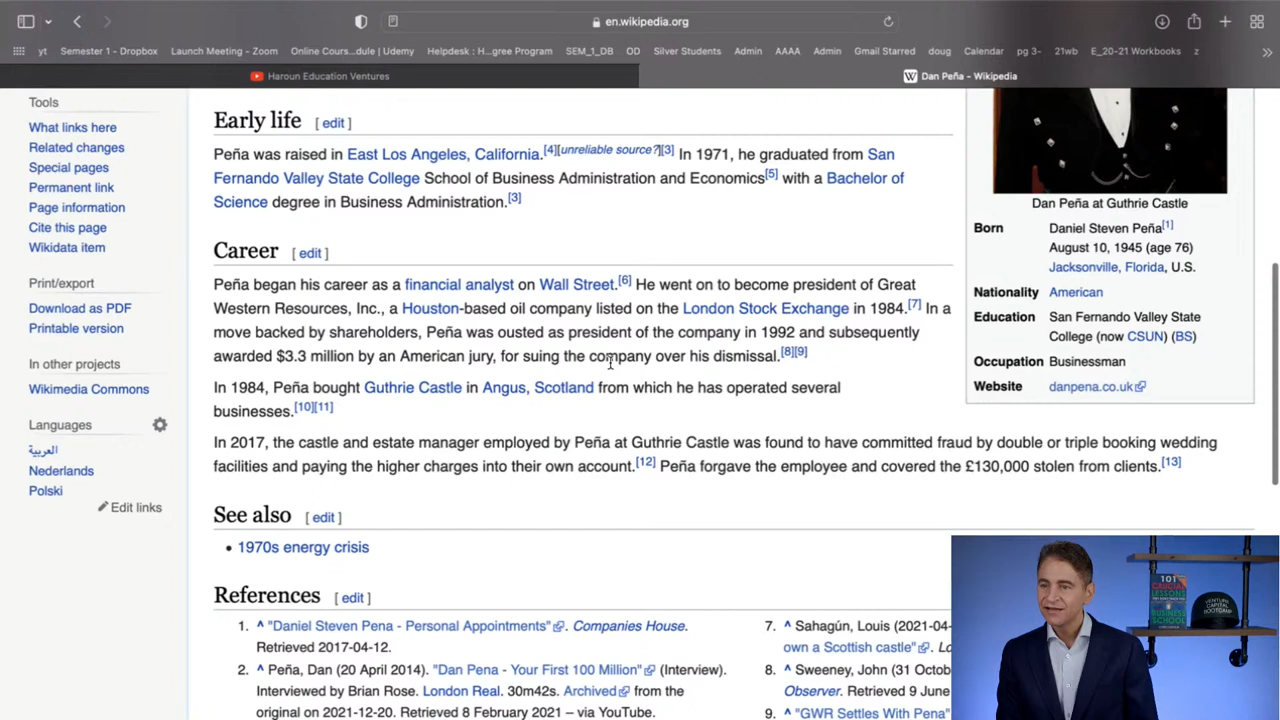 en.wikipedia.org
yt Semester 1 - Dropbox Launch Meeting - Zoom Online Cours...dule | Udemy Helpdesk : H...gree Program SEM_1_DB OD Silver Students Admin AAAA Admin Gmail Starred doug Calendar pg 3- 21wb E_20-21 Workbooks z
Haroun Education Ventures
W Dan Peña – Wikipedia
Tools
What links here
Related changes
Special pages
Permanent link
Page information
Cite this page
Wikidata item
Print/export
Download as PDF
Printable version
In other projects
Wikimedia Commons
Languages
العربية
Nederlands
Polski
Edit links
Early life [ edit ]
Peña was raised in East Los Angeles, California.[4][unreliable source?][3] In 1971, he graduated from San
Fernando Valley State College School of Business Administration and Economics[5] with a Bachelor of
Science degree in Business Administration.[3]
Career [ edit ]
Peña began his career as a financial analyst on Wall Street.[6] He went on to become president of Great
Western Resources, Inc., a Houston-based oil company listed on the London Stock Exchange in 1984.[7] In a
move backed by shareholders, Peña was ousted as president of the company in 1992 and subsequently
awarded $3.3 million by an American jury, for suing the company over his dismissal.[8][9]
In 1984, Peña bought Guthrie Castle in Angus, Scotland from which he has operated several
businesses.[10][11]
In 2017, the castle and estate manager employed by Peña at Guthrie Castle was found to have committed fraud by double or triple booking wedding
facilities and paying the higher charges into their own account.[12] Peña forgave the employee and covered the £130,000 stolen from clients.[13]
Dan Peña at Guthrie Castle
Born Daniel Steven Peña[1]
August 10, 1945 (age 76)
Jacksonville, Florida, U.S.
Nationality American
Education San Fernando Valley State
College (now CSUN) (BS)
Occupation Businessman
Website danpena.co.uk
See also [ edit ]
• 1970s energy crisis
References [ edit ]
1. ^ "Daniel Steven Pena - Personal Appointments". Companies House.
Retrieved 2017-04-12.
2. ^ Peña, Dan (20 April 2014). "Dan Pena - Your First 100 Million" (Interview).
Interviewed by Brian Rose. London Real. 30m42s. Archived from the
original on 2021-12-20. Retrieved 8 February 2021 – via YouTube.
7. ^ Sahagún, Louis (2021-04-
own a Scottish castle". Lo
8. ^ Sweeney, John (31 Octob
Observer. Retrieved 9 June
9. ^ "GWR Settles With Pena"
101
CRUCIAL
LESSONS
BUSINESS
SCHOOL
VENTURE
CAPITAL
BOOTCAMP